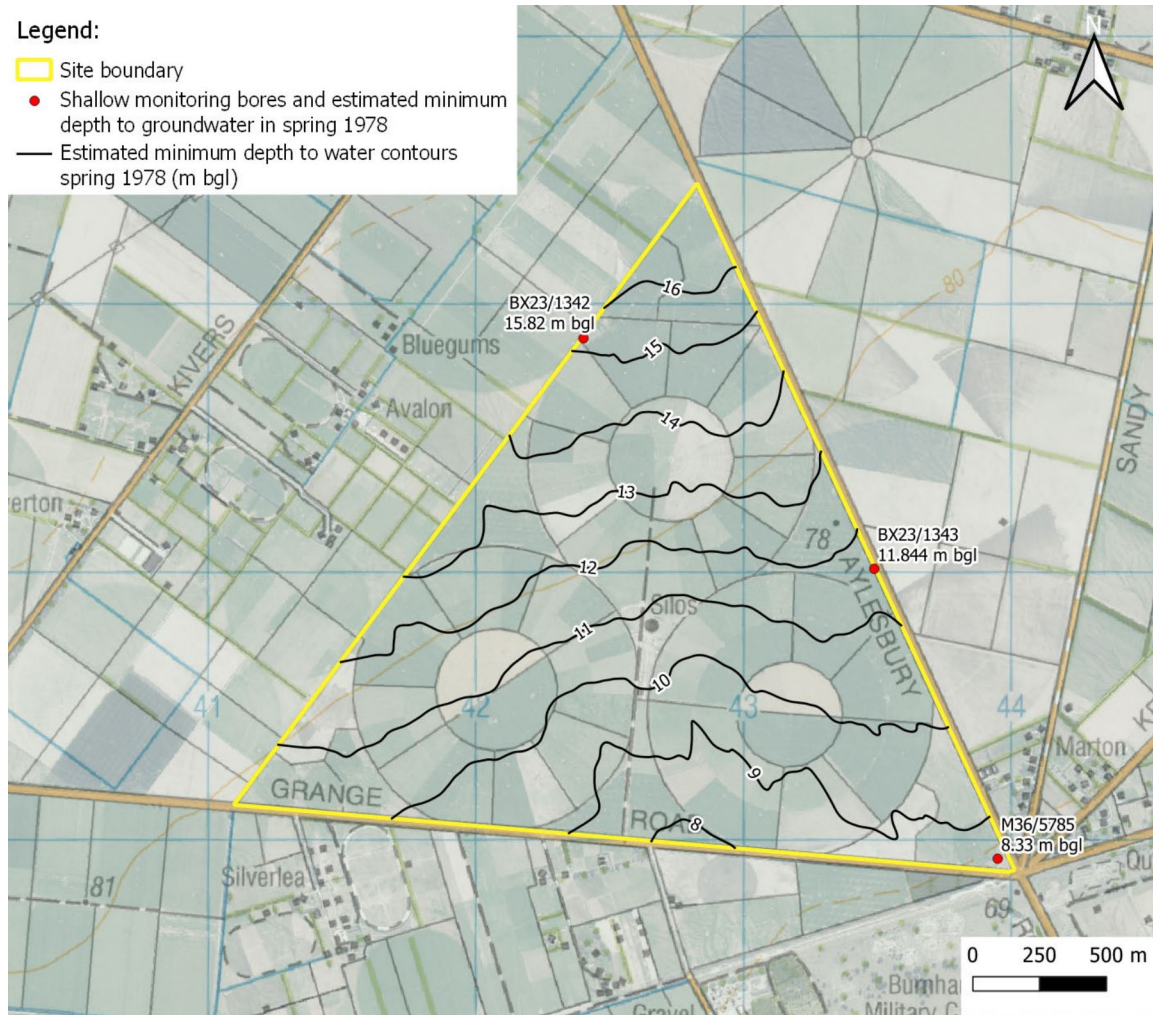 Legend:
Site boundary
Shallow monitoring bores and estimated minimum
depth to groundwater in spring 1978
Estimated minimum depth to water contours
spring 1978 (m bgl)
N
80
16
BX23/1342
15.82 m bgl
KIVERS
Bluegums
15
Avalon
14
SANDY
13
erton
78
BX23/1343
11.844 m bgl
12
AYLESBURY
Silos
11
10
41
42
43
44
Marton
9
GRANGE
ROAD
8
M36/5785
8.33 m bgl
Silverlea
81
69
Qu
0 250 500 m
Burnha
Military C
Gravel